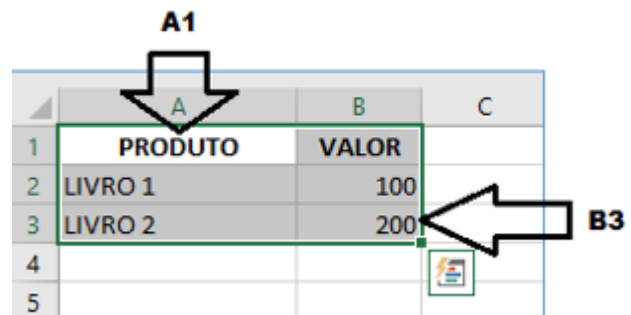 A1
A B C
1 PRODUTO VALOR
2 LIVRO 1 100
3 LIVRO 2 200
B3
4
5